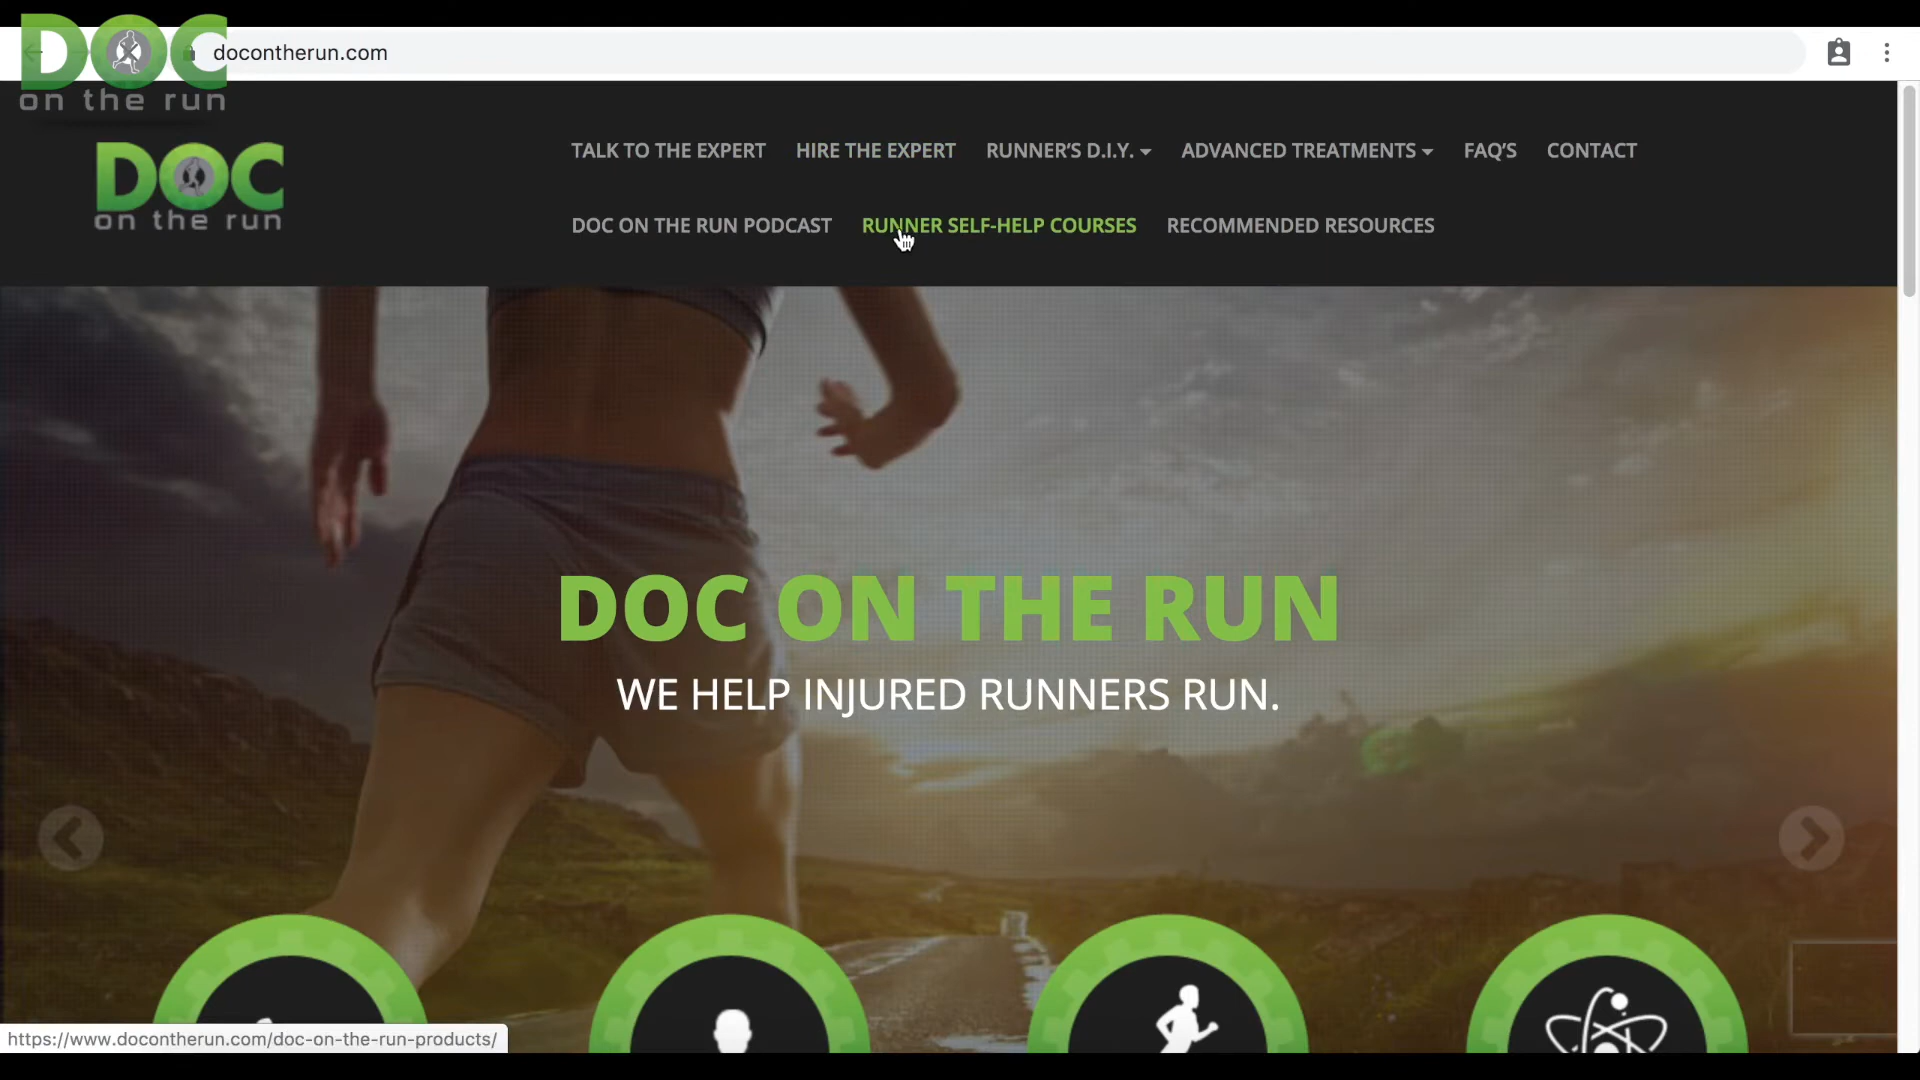 DOC
on the run
docontherun.com
DOC
on the run
TALK TO THE EXPERT HIRE THE EXPERT RUNNER'S D.I.Y. ADVANCED TREATMENTS FAQ'S CONTACT
DOC ON THE RUN PODCAST RUNNER SELF-HELP COURSES RECOMMENDED RESOURCES
DOC ON THE RUN
WE HELP INJURED RUNNERS RUN.
https://www.docontherun.com/doc-on-the-run-products/